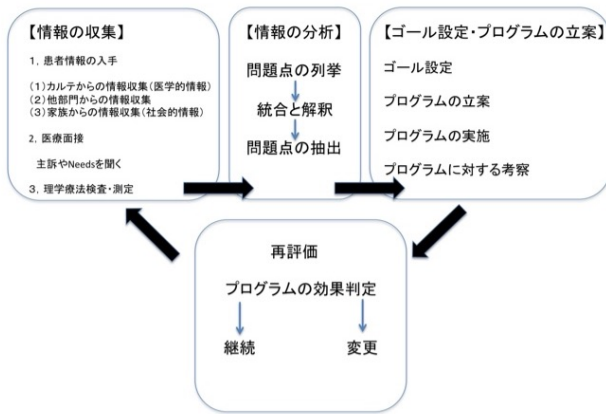 【情報の収集】
1．患者情報の入手
(1)カルテからの情報収集(医学的情報)
(2)他部門からの情報収集
(3)家族からの情報収集(社会的情報)
2．医療面接
主訴やNeedsを聞く
3．理学療法検査・測定
【情報の分析】
問題点の列挙
統合と解釈
問題点の抽出
【ゴール設定・プログラムの立案】
ゴール設定
プログラムの立案
プログラムの実施
プログラムに対する考察
再評価
プログラムの効果判定
継続
変更